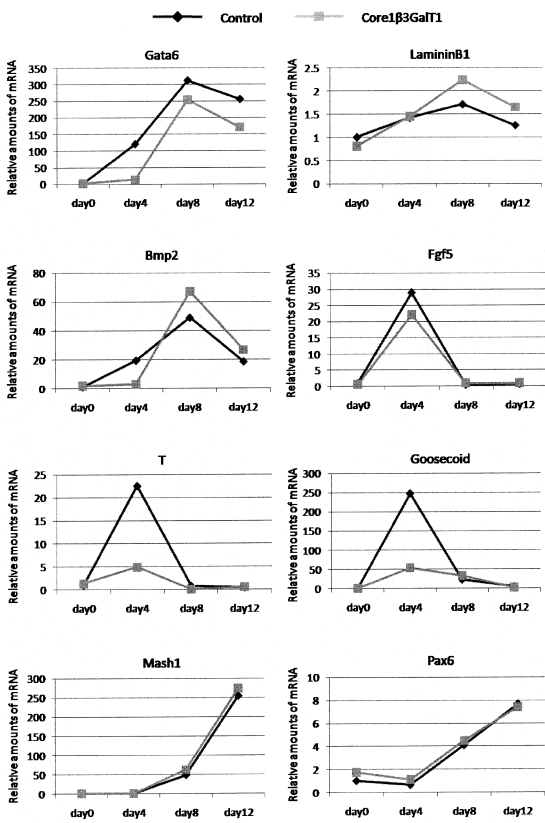 Control Core1β3GalT1
Gata6 LamininB1
Relative amounts of mRNA
350
300
250
200
150
100
50
0
day0 day4 day8 day12
Relative amounts of mRNA
2.5
2
1.5
1
0.5
0
day0 day4 day8 day12
Bmp2 Fgf5
Relative amounts of mRNA
80
60
40
20
0
day0 day4 day8 day12
Relative amounts of mRNA
35
30
25
20
15
10
5
0
day0 day4 day8 day12
T Goosecoid
Relative amounts of mRNA
25
20
15
10
5
0
day0 day4 day8 day12
Relative amounts of mRNA
300
250
200
150
100
50
0
day0 day4 day8 day12
Mash1 Pax6
Relative amounts of mRNA
300
250
200
150
100
50
0
day0 day4 day8 day12
Relative amounts of mRNA
10
8
6
4
2
0
day0 day4 day8 day12